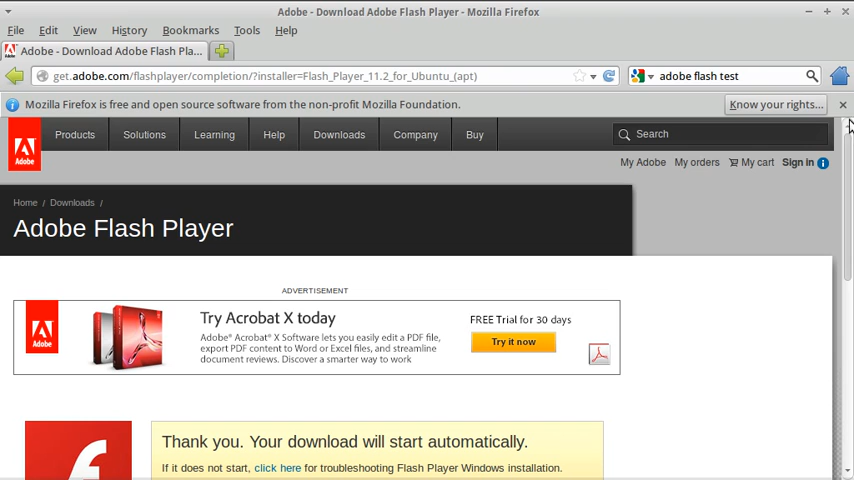 Adobe - Download Adobe Flash Player - Mozilla Firefox
File Edit View History Bookmarks Tools Help
Adobe - Download Adobe Flash Pla...
get.adobe.com/flashplayer/completion/?installer=Flash_Player_11.2_for_Ubuntu_(apt)
adobe flash test
Mozilla Firefox is free and open source software from the non-profit Mozilla Foundation.
Know your rights...
Adobe
Products Solutions Learning Help Downloads Company Buy
Search
My Adobe My orders My cart Sign in
Home / Downloads /
Adobe Flash Player
ADVERTISEMENT
Adobe
Try Acrobat X today
Adobe® Acrobat® X Software lets you easily edit a PDF file,
export PDF content to Word or Excel files, and streamline
document reviews. Discover a smarter way to work
FREE Trial for 30 days
Try it now
Thank you. Your download will start automatically.
If it does not start, click here for troubleshooting Flash Player Windows installation.